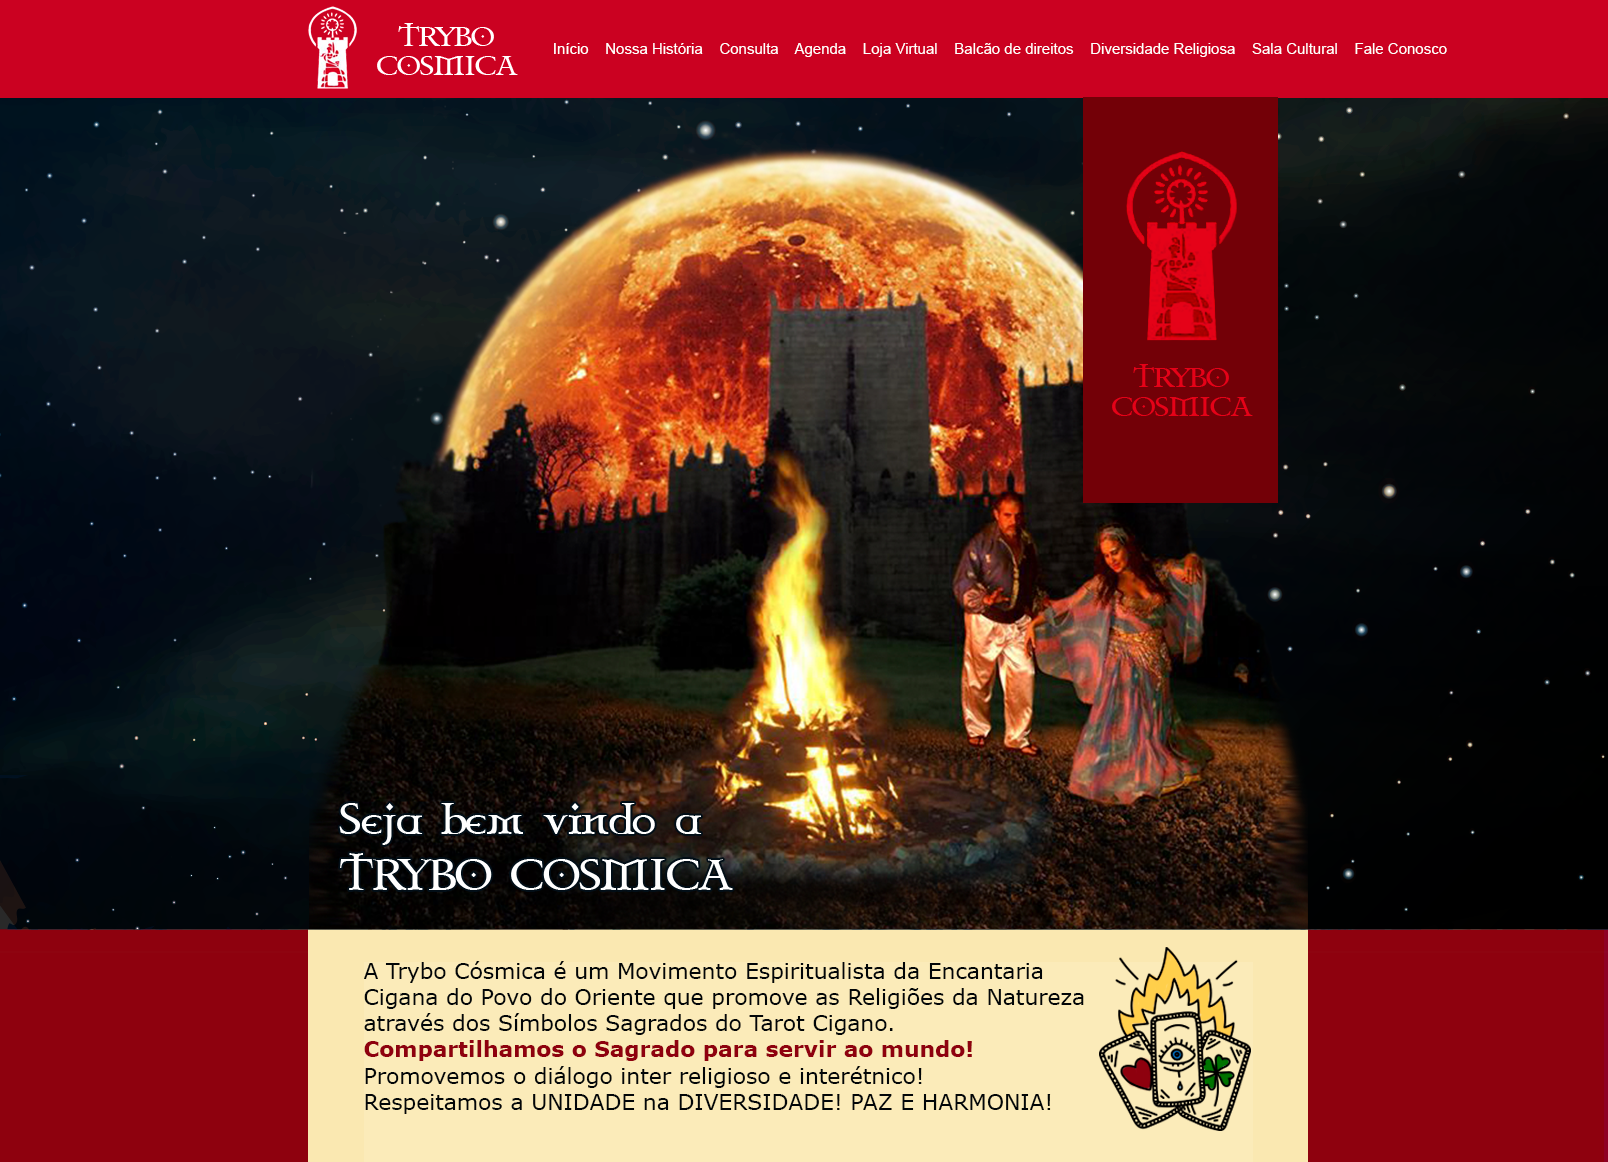 TRYBO
COSMICA
Início Nossa História Consulta Agenda Loja Virtual Balcão de direitos Diversidade Religiosa Sala Cultural Fale Conosco
TRYBO
COSMICA
Seja bem vindo a
TRYBO COSMICA
A Trybo Cósmica é um Movimento Espiritualista da Encantaria
Cigana do Povo do Oriente que promove as Religiões da Natureza
através dos Símbolos Sagrados do Tarot Cigano.
Compartilhamos o Sagrado para servir ao mundo!
Promovemos o diálogo inter religioso e interétnico!
Respeitamos a UNIDADE na DIVERSIDADE! PAZ E HARMONIA!